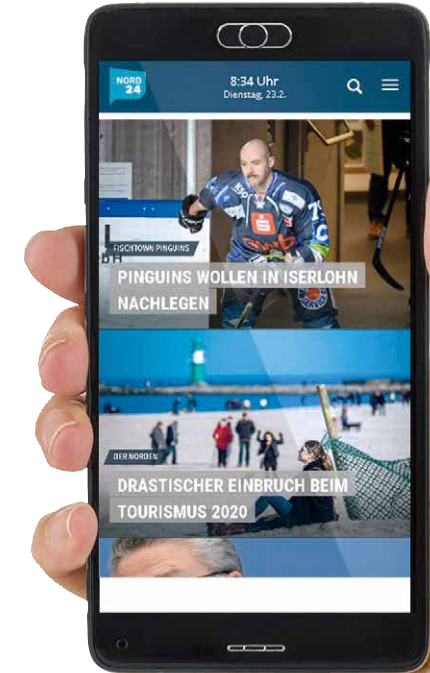 NORD
24
8:34 Uhr
Dienstag, 23.2.
FISCHTOWN PINGUINS
PINGUINS WOLLEN IN ISERLOHN
NACHLEGEN
DER NORDEN
DRASTISCHER EINBRUCH BEIM
TOURISMUS 2020